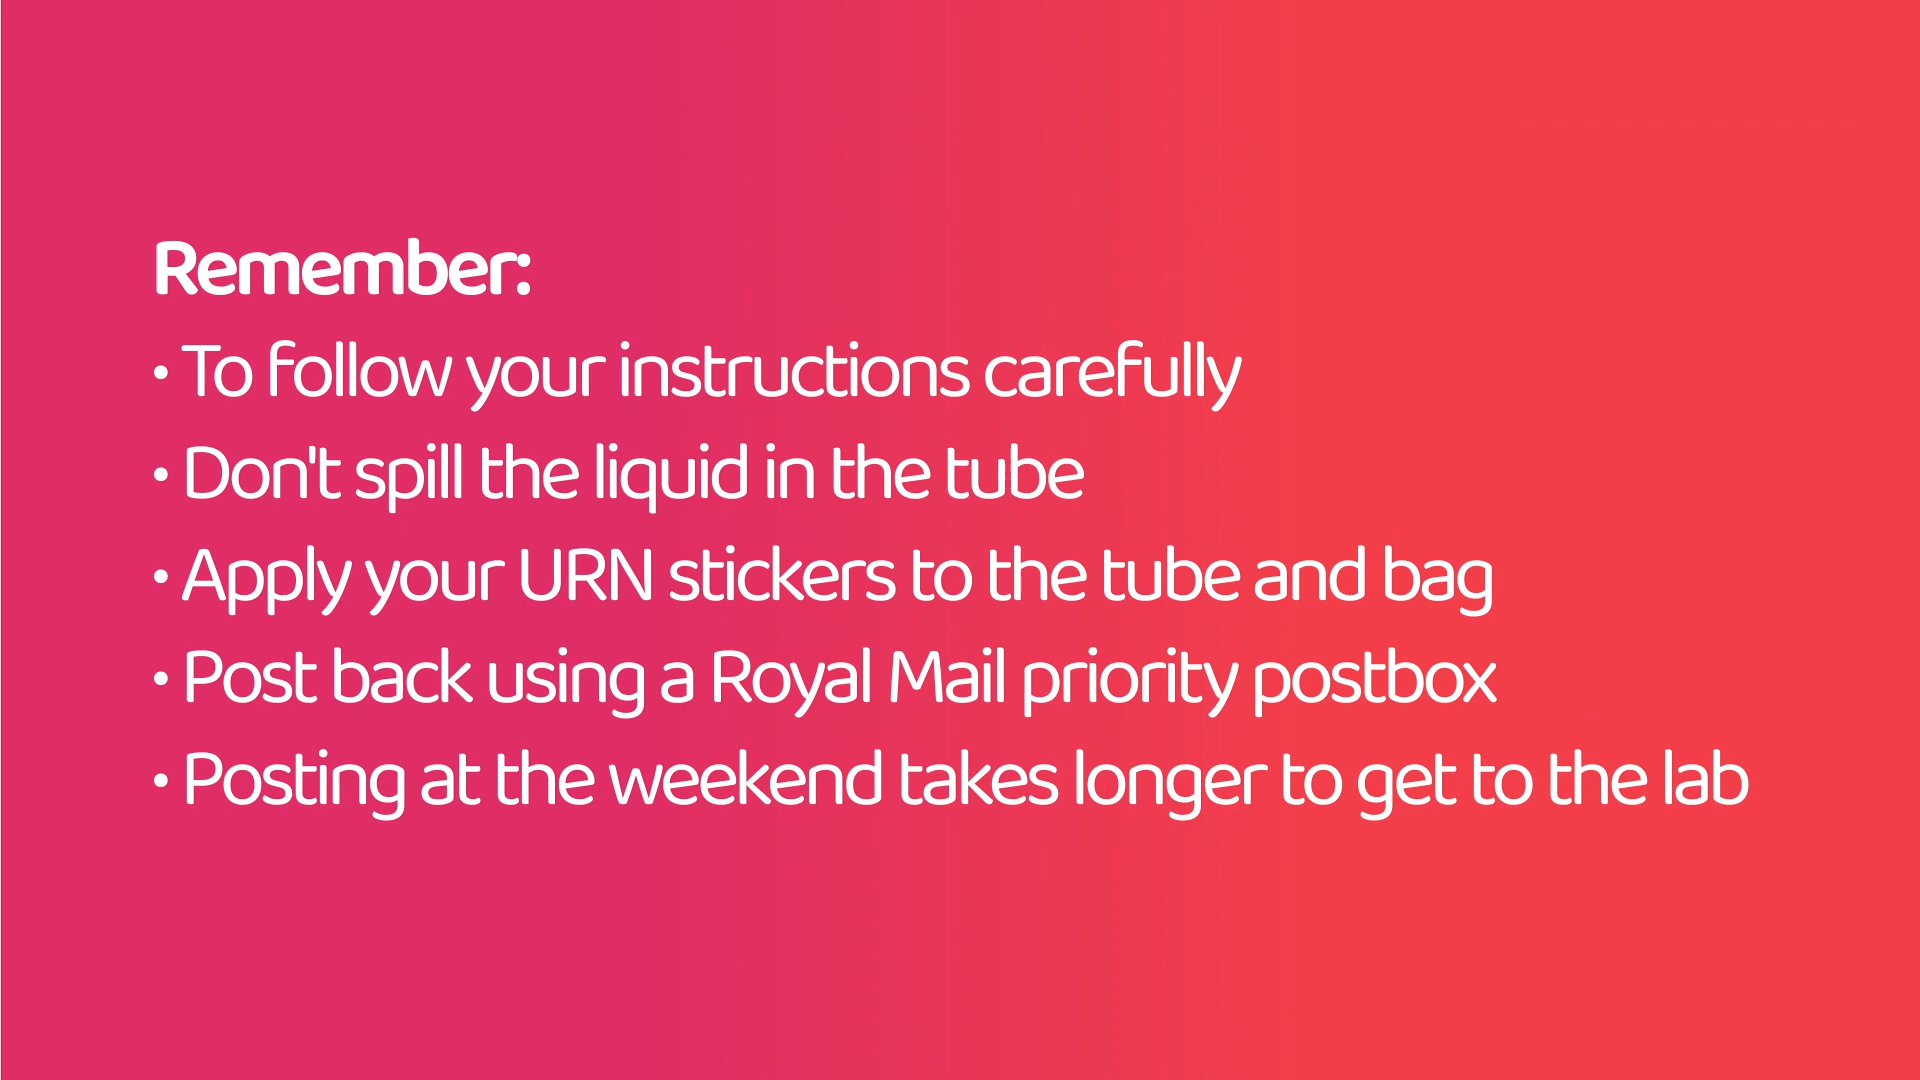 Remember:
• To follow your instructions carefully
• Don't spill the liquid in the tube
• Apply your URN stickers to the tube and bag
• Post back using a Royal Mail priority postbox
• Posting at the weekend takes longer to get to the lab